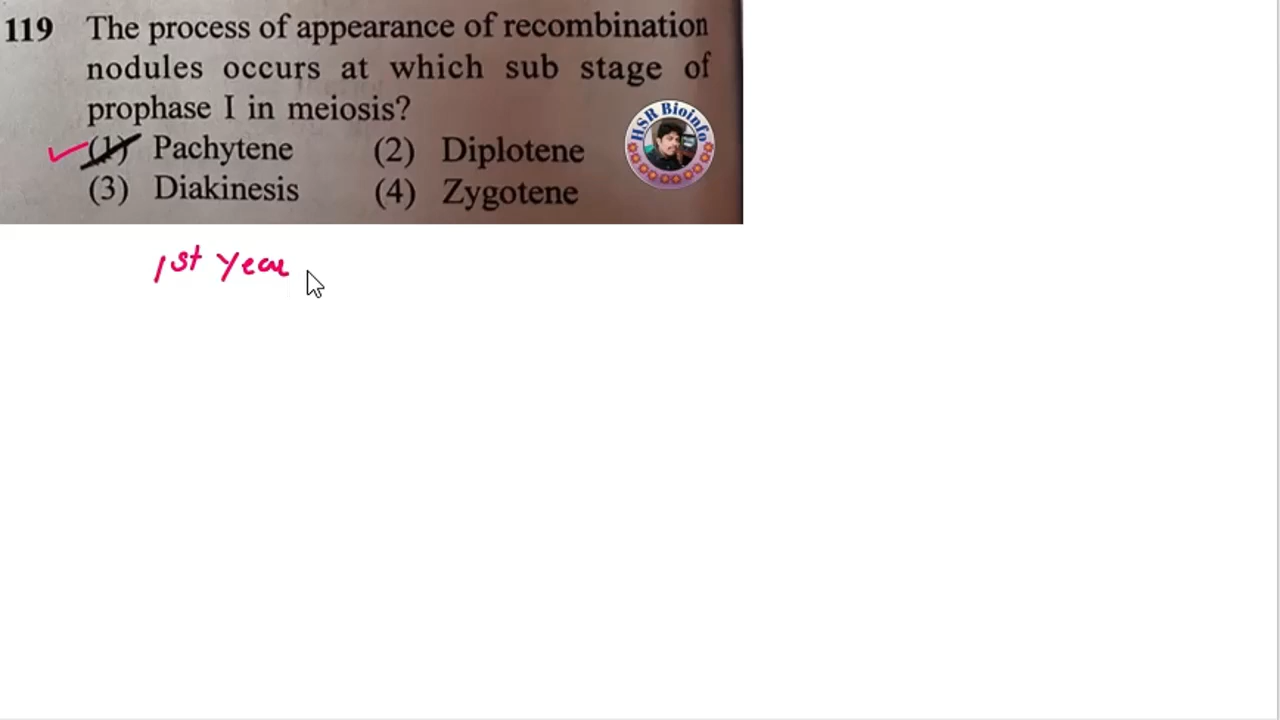 119 The process of appearance of recombination
nodules occurs at which sub stage of
prophase I in meiosis?
(1) Pachytene (2) Diplotene
(3) Diakinesis (4) Zygotene
HSR Bioinfo
1st year